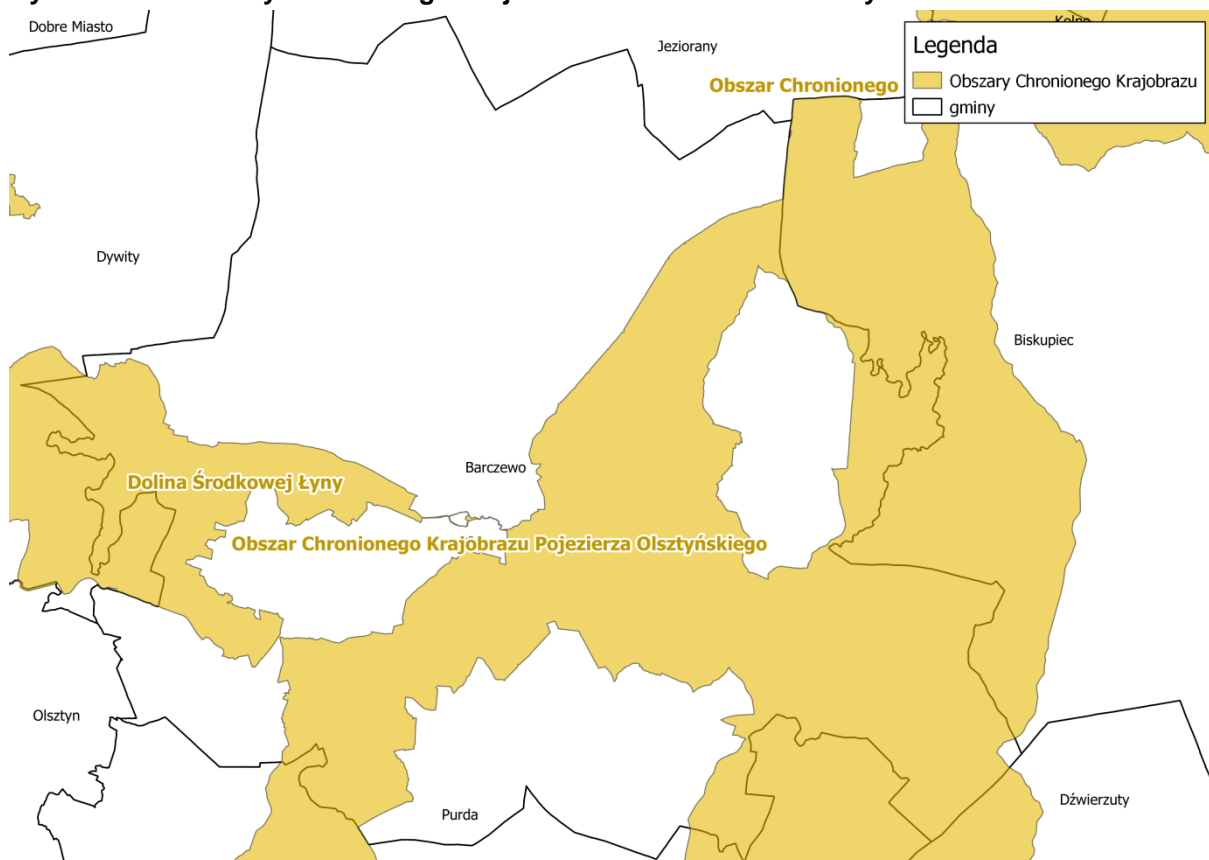 Dobre Miasto
Jeziorany
Kolno
Legenda
Obszary Chronionego Krajobrazu
gminy
Obszar Chronionego
Dywity
Biskupiec
Barczewo
Dolina Środkowej Łyny
Obszar Chronionego Krajobrazu Pojezierza Olsztyńskiego
Olsztyn
Purda
Dźwierzuty